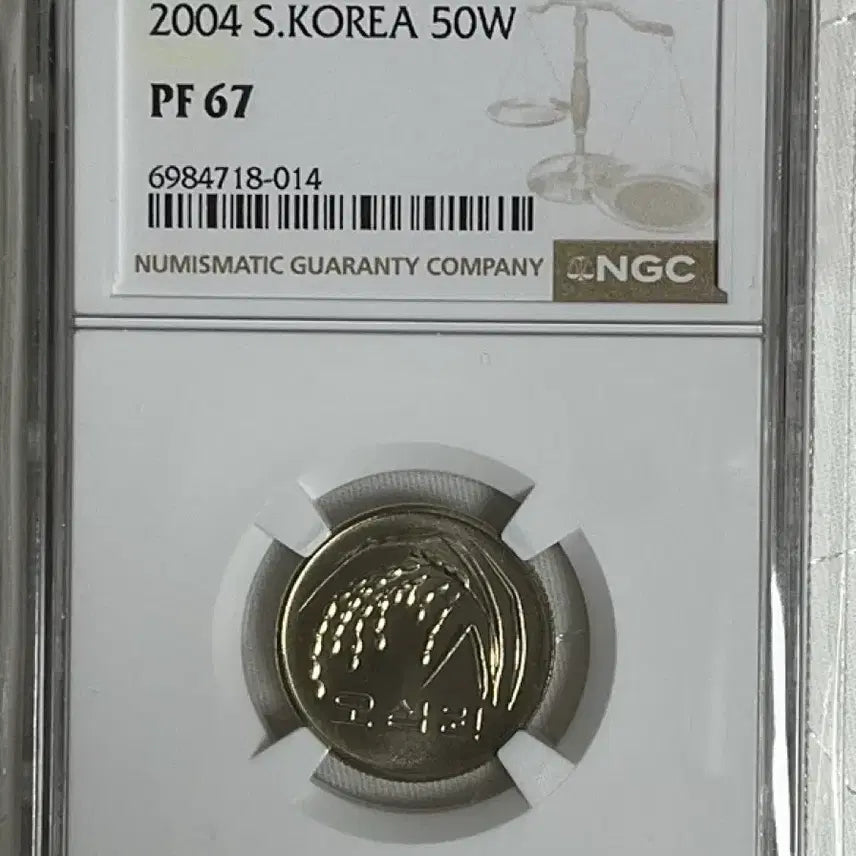 2004 S.KOREA 50W
PF 67
6984718-014
NUMISMATIC GUARANTY COMPANY NGC
오십원